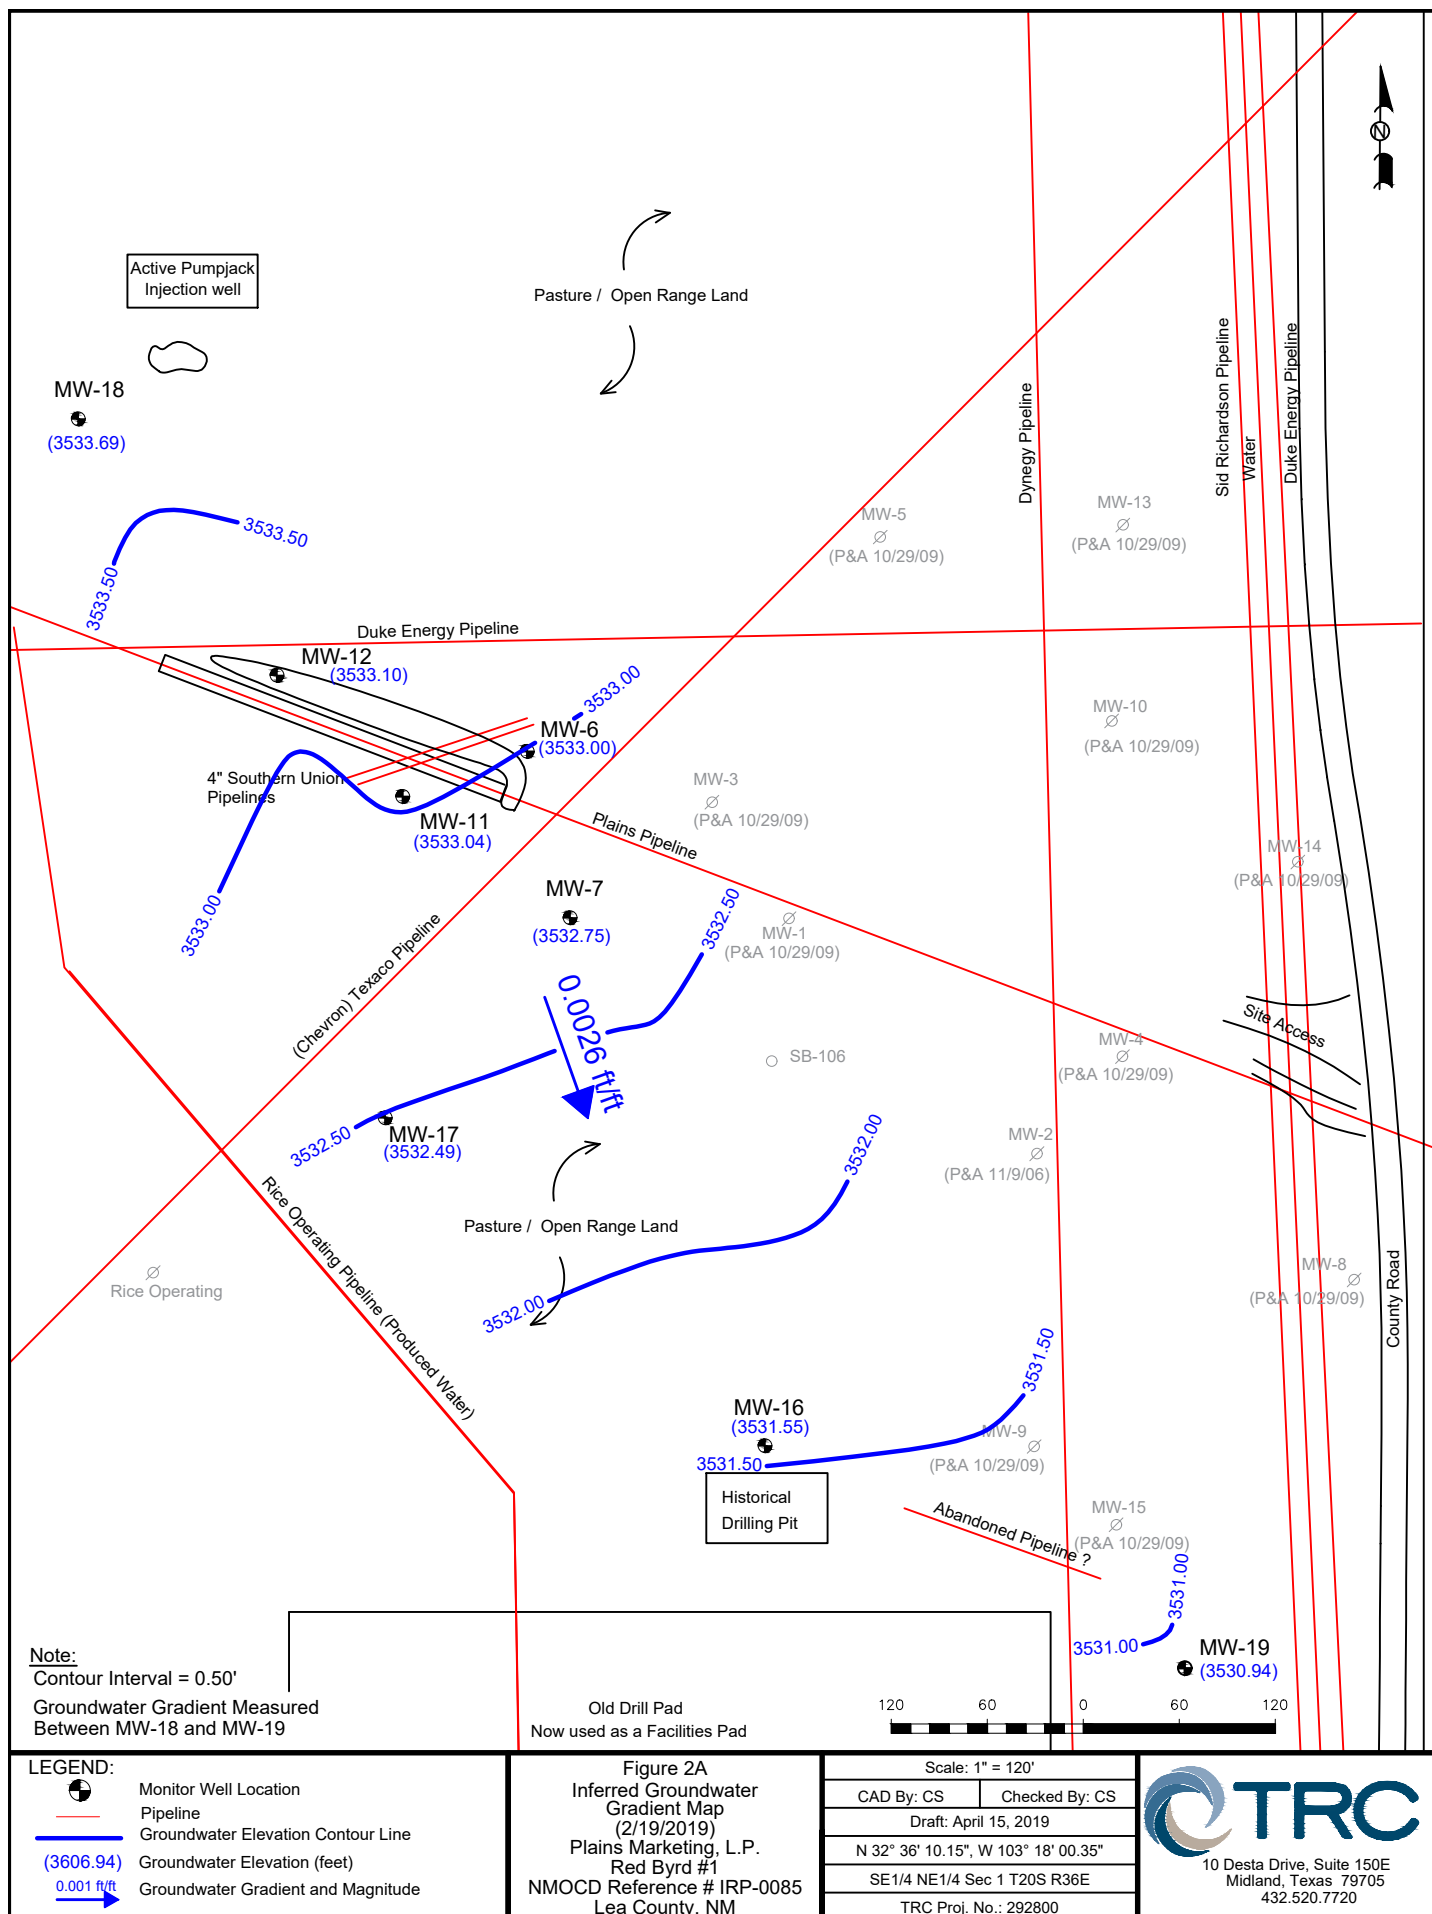 N
Active Pumpjack
Injection well
Pasture / Open Range Land
MW-18
(3533.69)
Dynegy Pipeline
Sid Richardson Pipeline
Water
Duke Energy Pipeline
3533.50
3533.50
MW-5
(P&A 10/29/09)
MW-13
(P&A 10/29/09)
Duke Energy Pipeline
MW-12
(3533.10)
3533.00
MW-6
(3533.00)
MW-10
(P&A 10/29/09)
4" Southern Union
Pipelines
MW-3
(P&A 10/29/09)
MW-11
(3533.04)
Plains Pipeline
MW-14
(P&A 10/29/09)
MW-7
(3532.75)
3533.00
3532.50
MW-1
(P&A 10/29/09)
(Chevron) Texaco Pipeline
0.0026 ft/ft
Site Access
SB-106
MW-4
(P&A 10/29/09)
3532.50
MW-17
(3532.49)
3532.00
MW-2
(P&A 11/9/06)
Rice Operating Pipeline (Produced Water)
Pasture / Open Range Land
Rice Operating
3532.00
MW-8
(P&A 10/29/09)
County Road
3531.50
MW-16
(3531.55)
3531.50
MW-9
(P&A 10/29/09)
Historical
Drilling Pit
Abandoned Pipeline ?
MW-15
(P&A 10/29/09)
3531.00
3531.00
MW-19
(3530.94)
Note:
Contour Interval = 0.50'
Groundwater Gradient Measured
Between MW-18 and MW-19
Old Drill Pad
Now used as a Facilities Pad
120 60 0 60 120
LEGEND:
Monitor Well Location
Pipeline
Groundwater Elevation Contour Line
(3606.94) Groundwater Elevation (feet)
0.001 ft/ft Groundwater Gradient and Magnitude
Figure 2A
Inferred Groundwater
Gradient Map
(2/19/2019)
Plains Marketing, L.P.
Red Byrd #1
NMOCD Reference # IRP-0085
Lea County, NM
Scale: 1" = 120'
CAD By: CS Checked By: CS
Draft: April 15, 2019
N 32° 36' 10.15", W 103° 18' 00.35"
SE1/4 NE1/4 Sec 1 T20S R36E
TRC Proj. No.: 292800
TRC
10 Desta Drive, Suite 150E
Midland, Texas 79705
432.520.7720